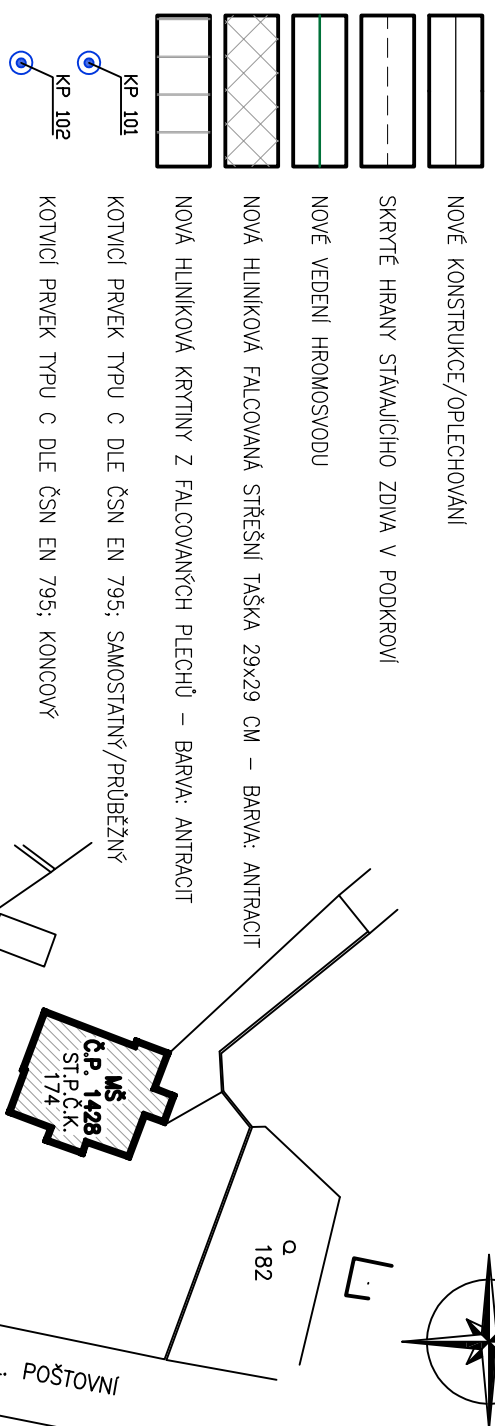 NOVÉ KONSTRUKCE/OPLECHOVÁNÍ
SKRYTÉ HRANY STÁVAJÍCÍHO ZDIVA V PODKROVÍ
NOVÉ VEDENÍ HROMOSVODU
NOVÁ HLINÍKOVÁ FALCOVANÁ STŘEŠNÍ TAŠKA 29x29 CM – BARVA: ANTRACIT
NOVÁ HLINÍKOVÁ KRYTINY Z FALCOVANÝCH PLECHŮ – BARVA: ANTRACIT
KP 101
KOTVICÍ PRVEK TYPU C DLE ČSN EN 795; SAMOSTATNÝ/PRŮBĚŽNÝ
KP 102
KOTVICÍ PRVEK TYPU C DLE ČSN EN 795; KONCOVÝ
MŠ
Č.P. 1428
ST.P.Č.K.
174
182
. POŠTOVNÍ